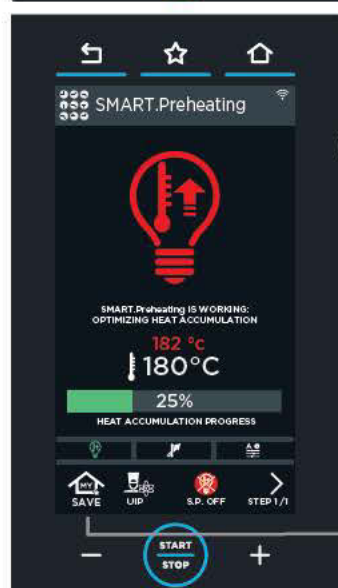 SMART.Preheating
SMART.Preheating IS WORKING:
OPTIMIZING HEAT ACCUMULATION
182 °c
180°C
25%
HEAT ACCUMULATION PROGRESS
MY
SAVE
UIP
S.P. OFF
STEP 1/1
START
STOP